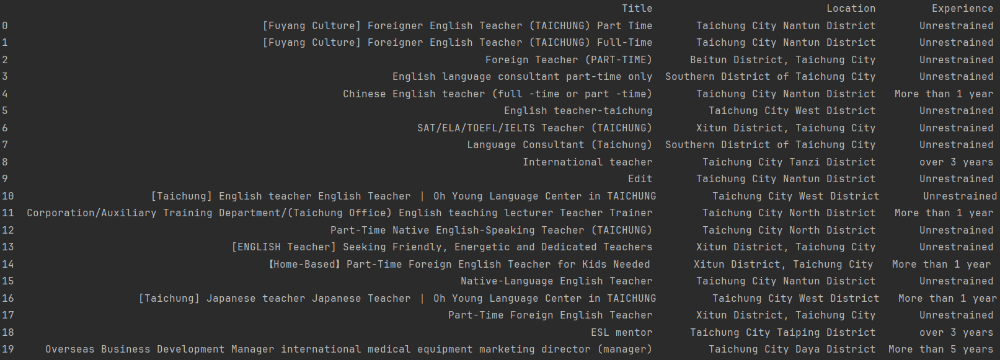 Title Location Experience
0 [Fuyang Culture] Foreigner English Teacher (TAICHUNG) Part Time Taichung City Nantun District Unrestrained
1 [Fuyang Culture] Foreigner English Teacher (TAICHUNG) Full-Time Taichung City Nantun District Unrestrained
2 Foreign Teacher (PART-TIME) Beitun District, Taichung City Unrestrained
3 English language consultant part-time only Southern District of Taichung City Unrestrained
4 Chinese English teacher (full -time or part -time) Taichung City Nantun District More than 1 year
5 English teacher-taichung Taichung City West District Unrestrained
6 SAT/ELA/TOEFL/IELTS Teacher (TAICHUNG) Xitun District, Taichung City Unrestrained
7 Language Consultant (Taichung) Southern District of Taichung City Unrestrained
8 International teacher Taichung City Tanzi District over 3 years
9 Edit Taichung City Nantun District Unrestrained
10 [Taichung] English teacher English Teacher | Oh Young Language Center in TAICHUNG Taichung City West District Unrestrained
11 Corporation/Auxiliary Training Department/(Taichung Office) English teaching lecturer Teacher Trainer Taichung City North District More than 1 year
12 Part-Time Native English-Speaking Teacher (TAICHUNG) Taichung City North District Unrestrained
13 [ENGLISH Teacher] Seeking Friendly, Energetic and Dedicated Teachers Xitun District, Taichung City Unrestrained
14 【Home-Based】Part-Time Foreign English Teacher for Kids Needed Xitun District, Taichung City More than 1 year
15 Native-Language English Teacher Taichung City Nantun District Unrestrained
16 [Taichung] Japanese teacher Japanese Teacher | Oh Young Language Center in TAICHUNG Taichung City West District More than 1 year
17 Part-Time Foreign English Teacher Xitun District, Taichung City Unrestrained
18 ESL mentor Taichung City Taiping District over 3 years
19 Overseas Business Development Manager international medical equipment marketing director (manager) Taichung City Daya District More than 5 years